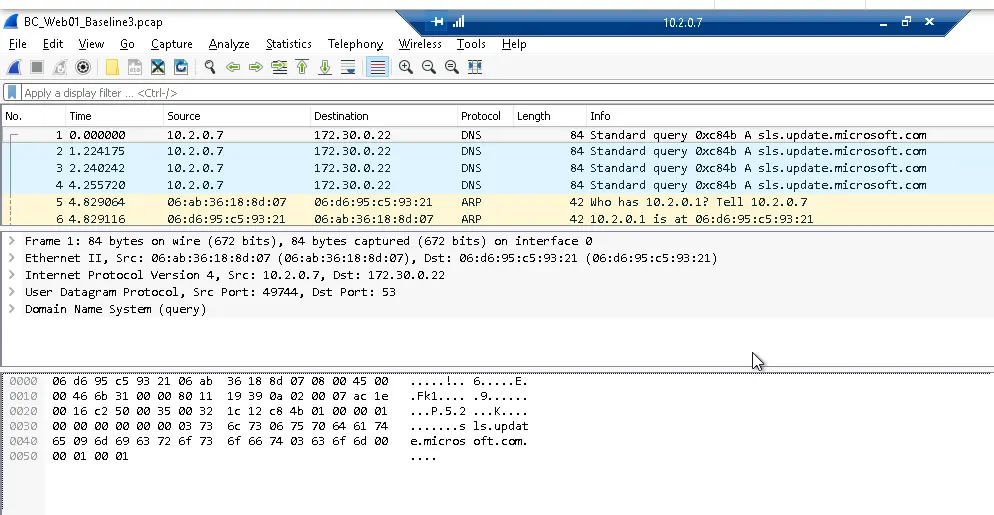 BC_Web01_Baseline3.pcap 10.2.0.7
File Edit View Go Capture Analyze Statistics Telephony Wireless Tools Help
Apply a display filter ... <Ctrl-/>
No. Time Source Destination Protocol Length Info
1 0.000000 10.2.0.7 172.30.0.22 DNS 84 Standard query 0xc84b A sls.update.microsoft.com
2 1.224175 10.2.0.7 172.30.0.22 DNS 84 Standard query 0xc84b A sls.update.microsoft.com
3 2.240242 10.2.0.7 172.30.0.22 DNS 84 Standard query 0xc84b A sls.update.microsoft.com
4 4.255720 10.2.0.7 172.30.0.22 DNS 84 Standard query 0xc84b A sls.update.microsoft.com
5 4.829064 06:ab:36:18:8d:07 06:d6:95:c5:93:21 ARP 42 Who has 10.2.0.1? Tell 10.2.0.7
6 4.829116 06:d6:95:c5:93:21 06:ab:36:18:8d:07 ARP 42 10.2.0.1 is at 06:d6:95:c5:93:21
Frame 1: 84 bytes on wire (672 bits), 84 bytes captured (672 bits) on interface 0
Ethernet II, Src: 06:ab:36:18:8d:07 (06:ab:36:18:8d:07), Dst: 06:d6:95:c5:93:21 (06:d6:95:c5:93:21)
Internet Protocol Version 4, Src: 10.2.0.7, Dst: 172.30.0.22
User Datagram Protocol, Src Port: 49744, Dst Port: 53
Domain Name System (query)
0000 06 d6 95 c5 93 21 06 ab 36 18 8d 07 08 00 45 00 .....!.. 6.....E.
0010 00 46 6b 31 00 00 80 11 19 39 0a 02 00 07 ac 1e .Fk1.... .9......
0020 00 16 c2 50 00 35 00 32 1c 12 c8 4b 01 00 00 01 ...P.5.2 ...K....
0030 00 00 00 00 00 00 03 73 6c 73 06 75 70 64 61 74 .......s ls.updat
0040 65 09 6d 69 63 72 6f 73 6f 66 74 03 63 6f 6d 00 e.micros oft.com.
0050 00 01 00 01 ....